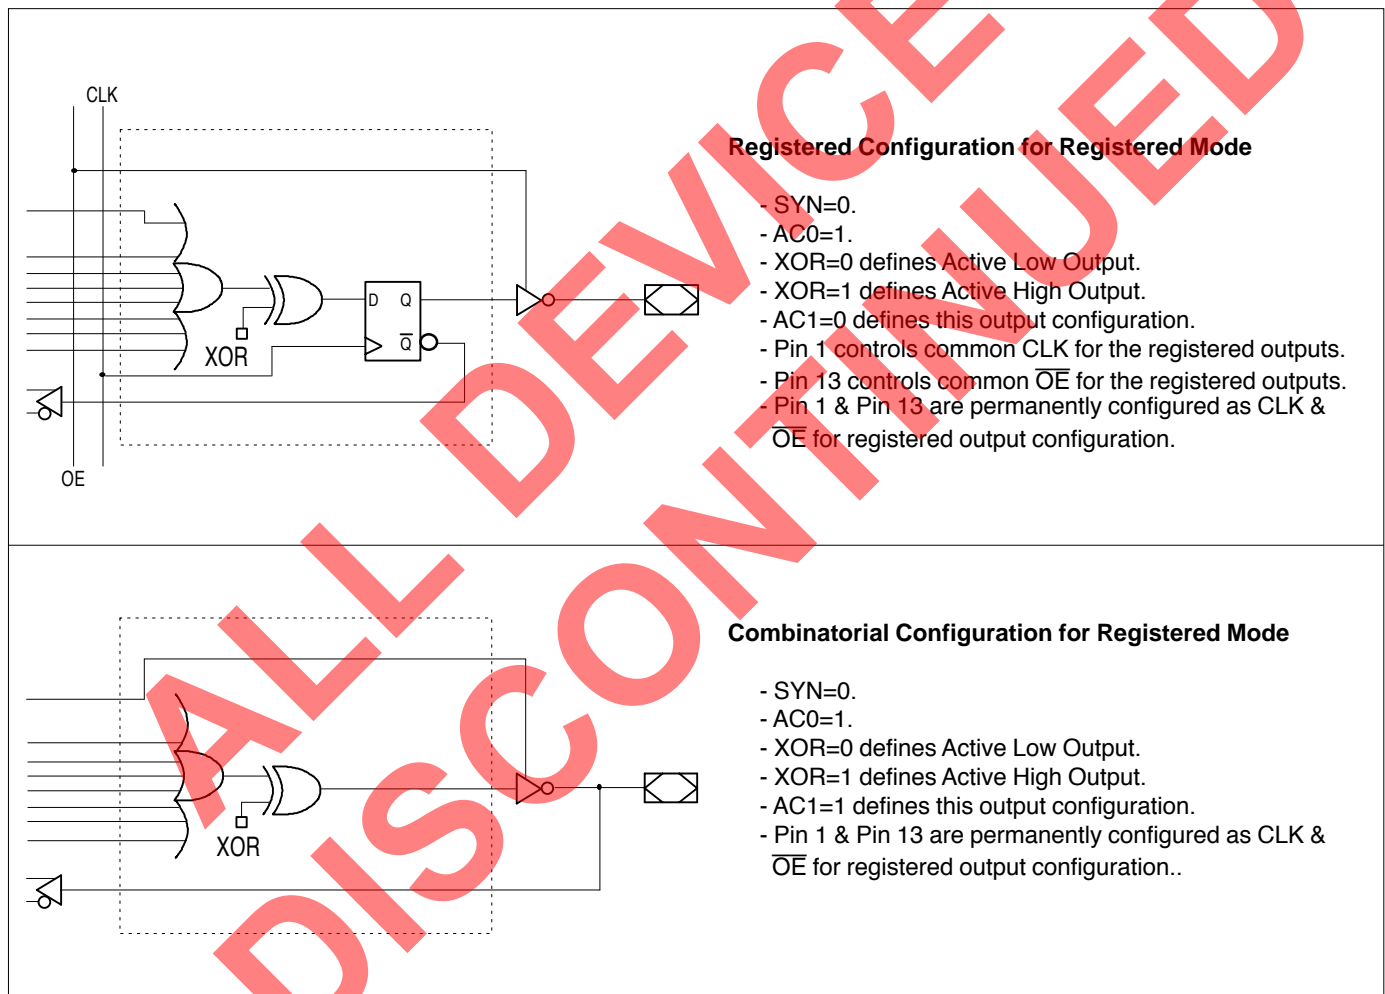 CLK
D Q
Q̅
XOR
OE
Registered Configuration for Registered Mode
- SYN=0.
- AC0=1.
- XOR=0 defines Active Low Output.
- XOR=1 defines Active High Output.
- AC1=0 defines this output configuration.
- Pin 1 controls common CLK for the registered outputs.
- Pin 13 controls common O̅E̅ for the registered outputs.
- Pin 1 & Pin 13 are permanently configured as CLK &
O̅E̅ for registered output configuration.
XOR
Combinatorial Configuration for Registered Mode
- SYN=0.
- AC0=1.
- XOR=0 defines Active Low Output.
- XOR=1 defines Active High Output.
- AC1=1 defines this output configuration.
- Pin 1 & Pin 13 are permanently configured as CLK &
O̅E̅ for registered output configuration..
ALL DEVICE
DISCONTINUED